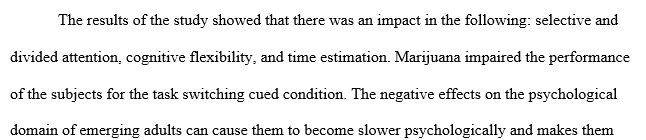 The results of the study showed that there was an impact in the following: selective and
divided attention, cognitive flexibility, and time estimation. Marijuana impaired the performance
of the subjects for the task switching cued condition. The negative effects on the psychological
domain of emerging adults can cause them to become slower psychologically and makes them